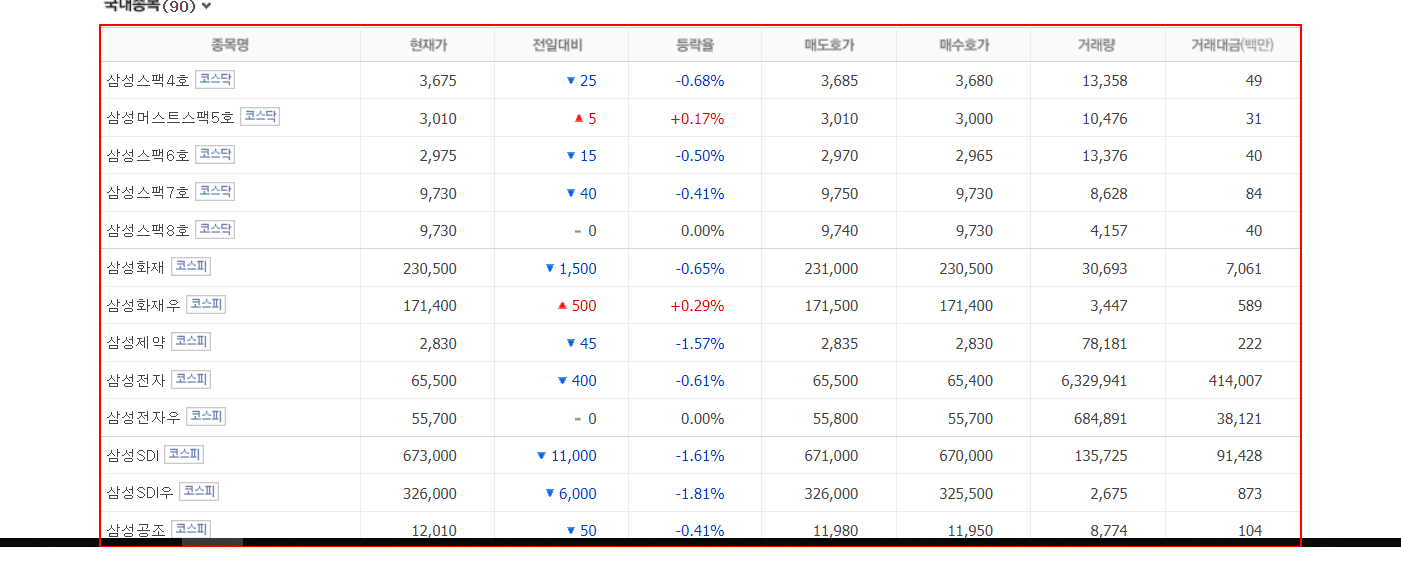 국내종목(90)
종목명 현재가 전일대비 등락율 매도호가 매수호가 거래량 거래대금(백만)
삼성스팩4호 코스닥 3,675 ▼ 25 -0.68% 3,685 3,680 13,358 49
삼성머스트스팩5호 코스닥 3,010 ▲ 5 +0.17% 3,010 3,000 10,476 31
삼성스팩6호 코스닥 2,975 ▼ 15 -0.50% 2,970 2,965 13,376 40
삼성스팩7호 코스닥 9,730 ▼ 40 -0.41% 9,750 9,730 8,628 84
삼성스팩8호 코스닥 9,730 - 0 0.00% 9,740 9,730 4,157 40
삼성화재 코스피 230,500 ▼ 1,500 -0.65% 231,000 230,500 30,693 7,061
삼성화재우 코스피 171,400 ▲ 500 +0.29% 171,500 171,400 3,447 589
삼성제약 코스피 2,830 ▼ 45 -1.57% 2,835 2,830 78,181 222
삼성전자 코스피 65,500 ▼ 400 -0.61% 65,500 65,400 6,329,941 414,007
삼성전자우 코스피 55,700 - 0 0.00% 55,800 55,700 684,891 38,121
삼성SDI 코스피 673,000 ▼ 11,000 -1.61% 671,000 670,000 135,725 91,428
삼성SDI우 코스피 326,000 ▼ 6,000 -1.81% 326,000 325,500 2,675 873
삼성공조 코스피 12,010 ▼ 50 -0.41% 11,980 11,950 8,774 104